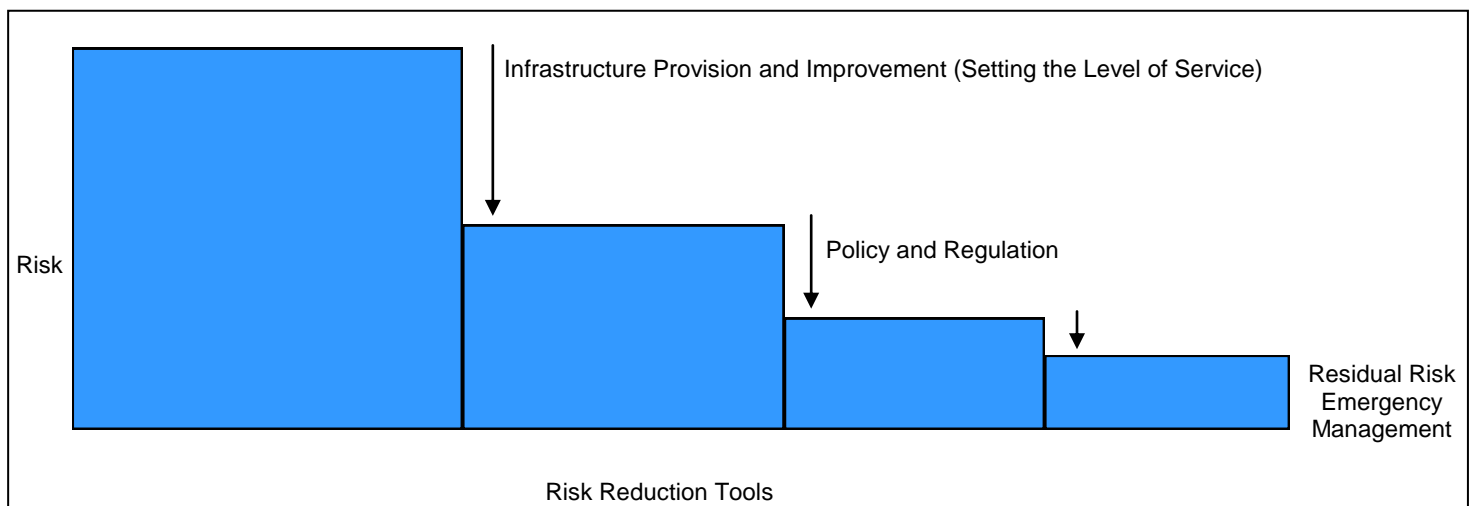 Infrastructure Provision and Improvement (Setting the Level of Service)
Policy and Regulation
Risk
Residual Risk
Emergency
Management
Risk Reduction Tools